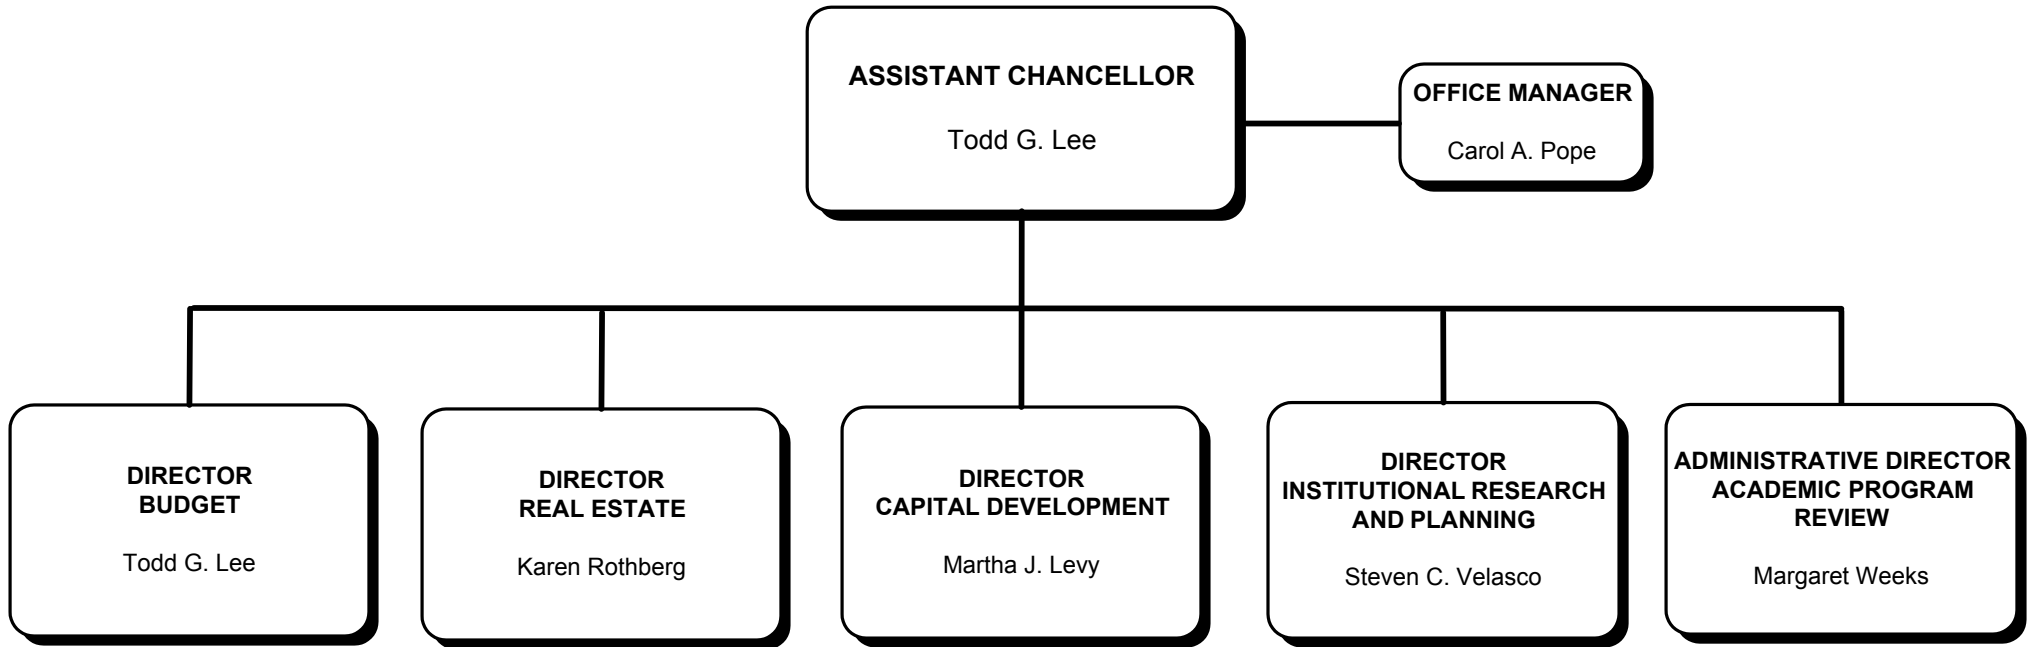 ASSISTANT CHANCELLOR
Todd G. Lee
OFFICE MANAGER
Carol A. Pope
DIRECTOR
BUDGET
Todd G. Lee
DIRECTOR
REAL ESTATE
Karen Rothberg
DIRECTOR
CAPITAL DEVELOPMENT
Martha J. Levy
DIRECTOR
INSTITUTIONAL RESEARCH
AND PLANNING
Steven C. Velasco
ADMINISTRATIVE DIRECTOR
ACADEMIC PROGRAM
REVIEW
Margaret Weeks